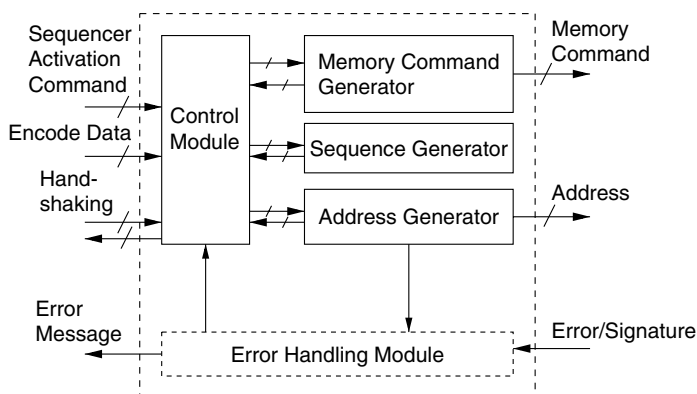 Sequencer
Activation
Command
Encode Data
Hand-
shaking
Error
Message
Control
Module
Memory Command
Generator
Sequence Generator
Address Generator
Error Handling Module
Memory
Command
Address
Error/Signature